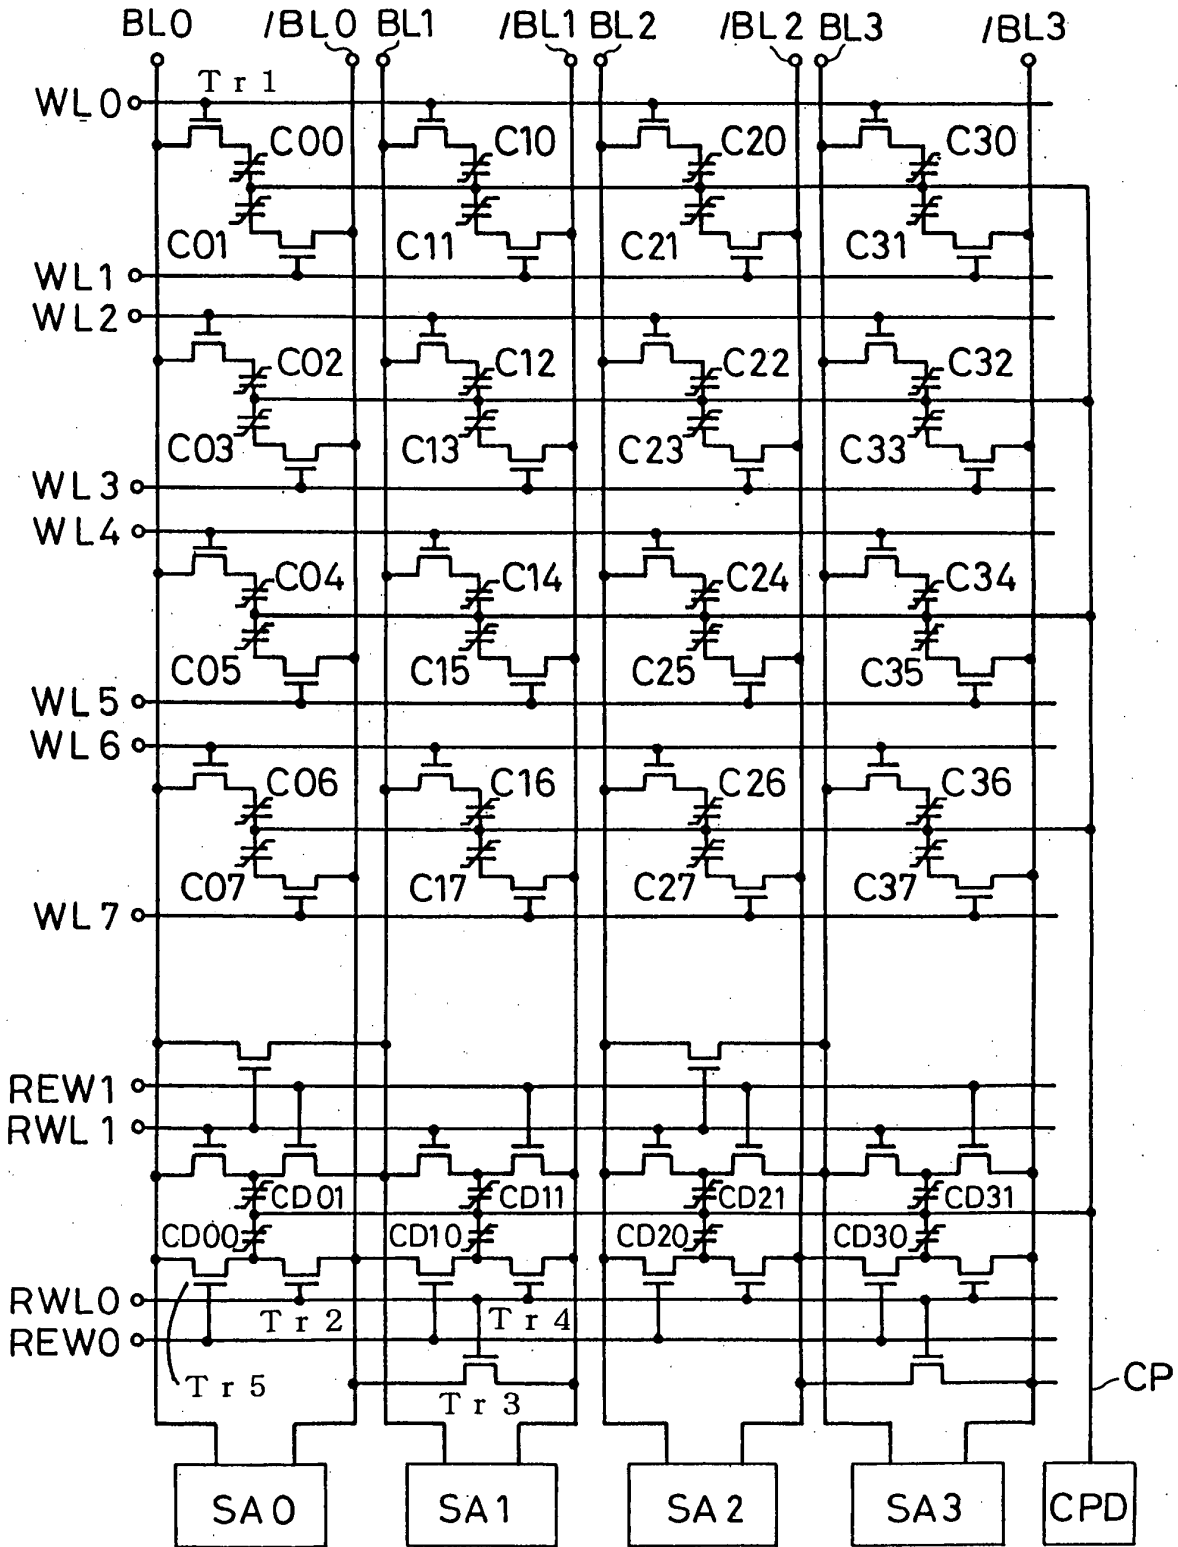 BL0 /BL0 BL1 /BL1 BL2 /BL2 BL3 /BL3
Tr1
WL0
C00 C10 C20 C30
C01 C11 C21 C31
WL1
WL2
C02 C12 C22 C32
C03 C13 C23 C33
WL3
WL4
C04 C14 C24 C34
C05 C15 C25 C35
WL5
WL6
C06 C16 C26 C36
C07 C17 C27 C37
WL7
REW1
RWL1
CD01 CD11 CD21 CD31
CD00 CD10 CD20 CD30
RWL0
Tr2 Tr4
REW0
Tr5 Tr3 CP
SA0 SA1 SA2 SA3 CPD